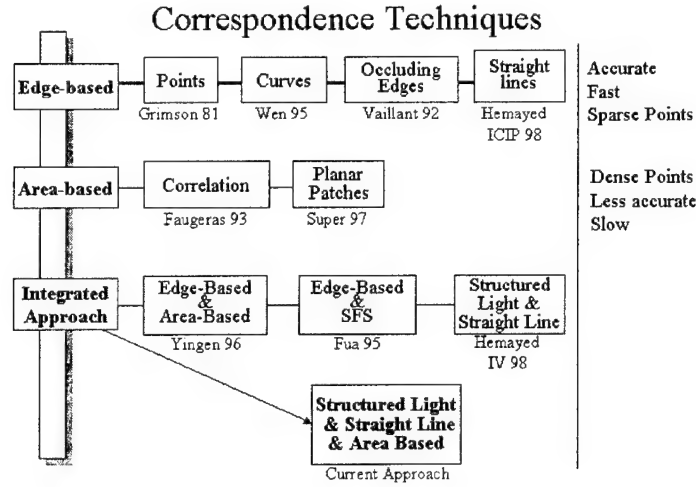 Correspondence Techniques
Edge-based
Points
Grimson 81
Curves
Wen 95
Occluding
Edges
Vaillant 92
Straight
lines
Hemayed
ICIP 98
Accurate
Fast
Sparse Points
Area-based
Correlation
Faugeras 93
Planar
Patches
Super 97
Dense Points
Less accurate
Slow
Integrated
Approach
Edge-Based
&
Area-Based
Yingen 96
Edge-Based
&
SFS
Fua 95
Structured
Light &
Straight Line
Hemayed
IV 98
Structured Light
& Straight Line
& Area Based
Current Approach